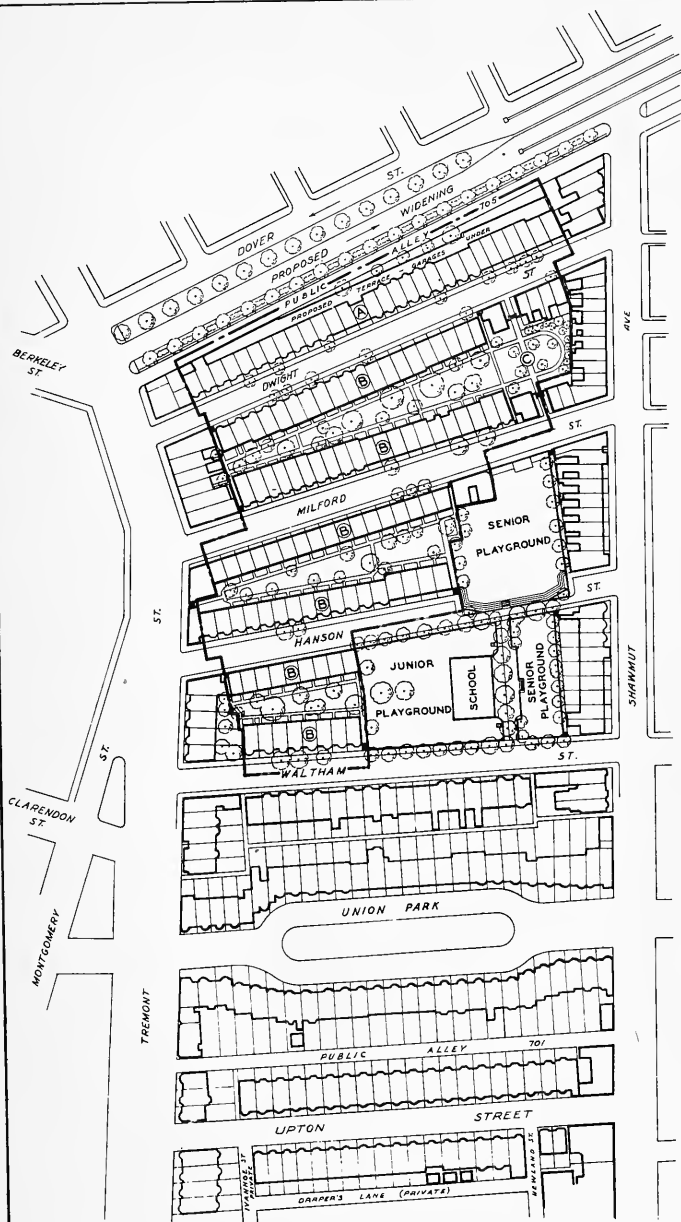 DOVER ST.
PROPOSED WIDENING
PUBLIC ALLEY 705
PROPOSED TERRACE - GARAGES UNDER
A
BERKELEY
ST.
DWIGHT ST
B
C
AVE
B
MILFORD ST.
B
SENIOR
PLAYGROUND
B
ST.
HANSON ST.
B
JUNIOR
PLAYGROUND
SCHOOL
SENIOR
PLAYGROUND
SHAWMUT
B
WALTHAM ST.
ST.
CLARENDON
ST.
UNION PARK
MONTGOMERY
TREMONT
PUBLIC ALLEY 701
UPTON STREET
IVANHOE ST
PRIVATE
NEWLAND ST.
DRAPER'S LANE (PRIVATE)